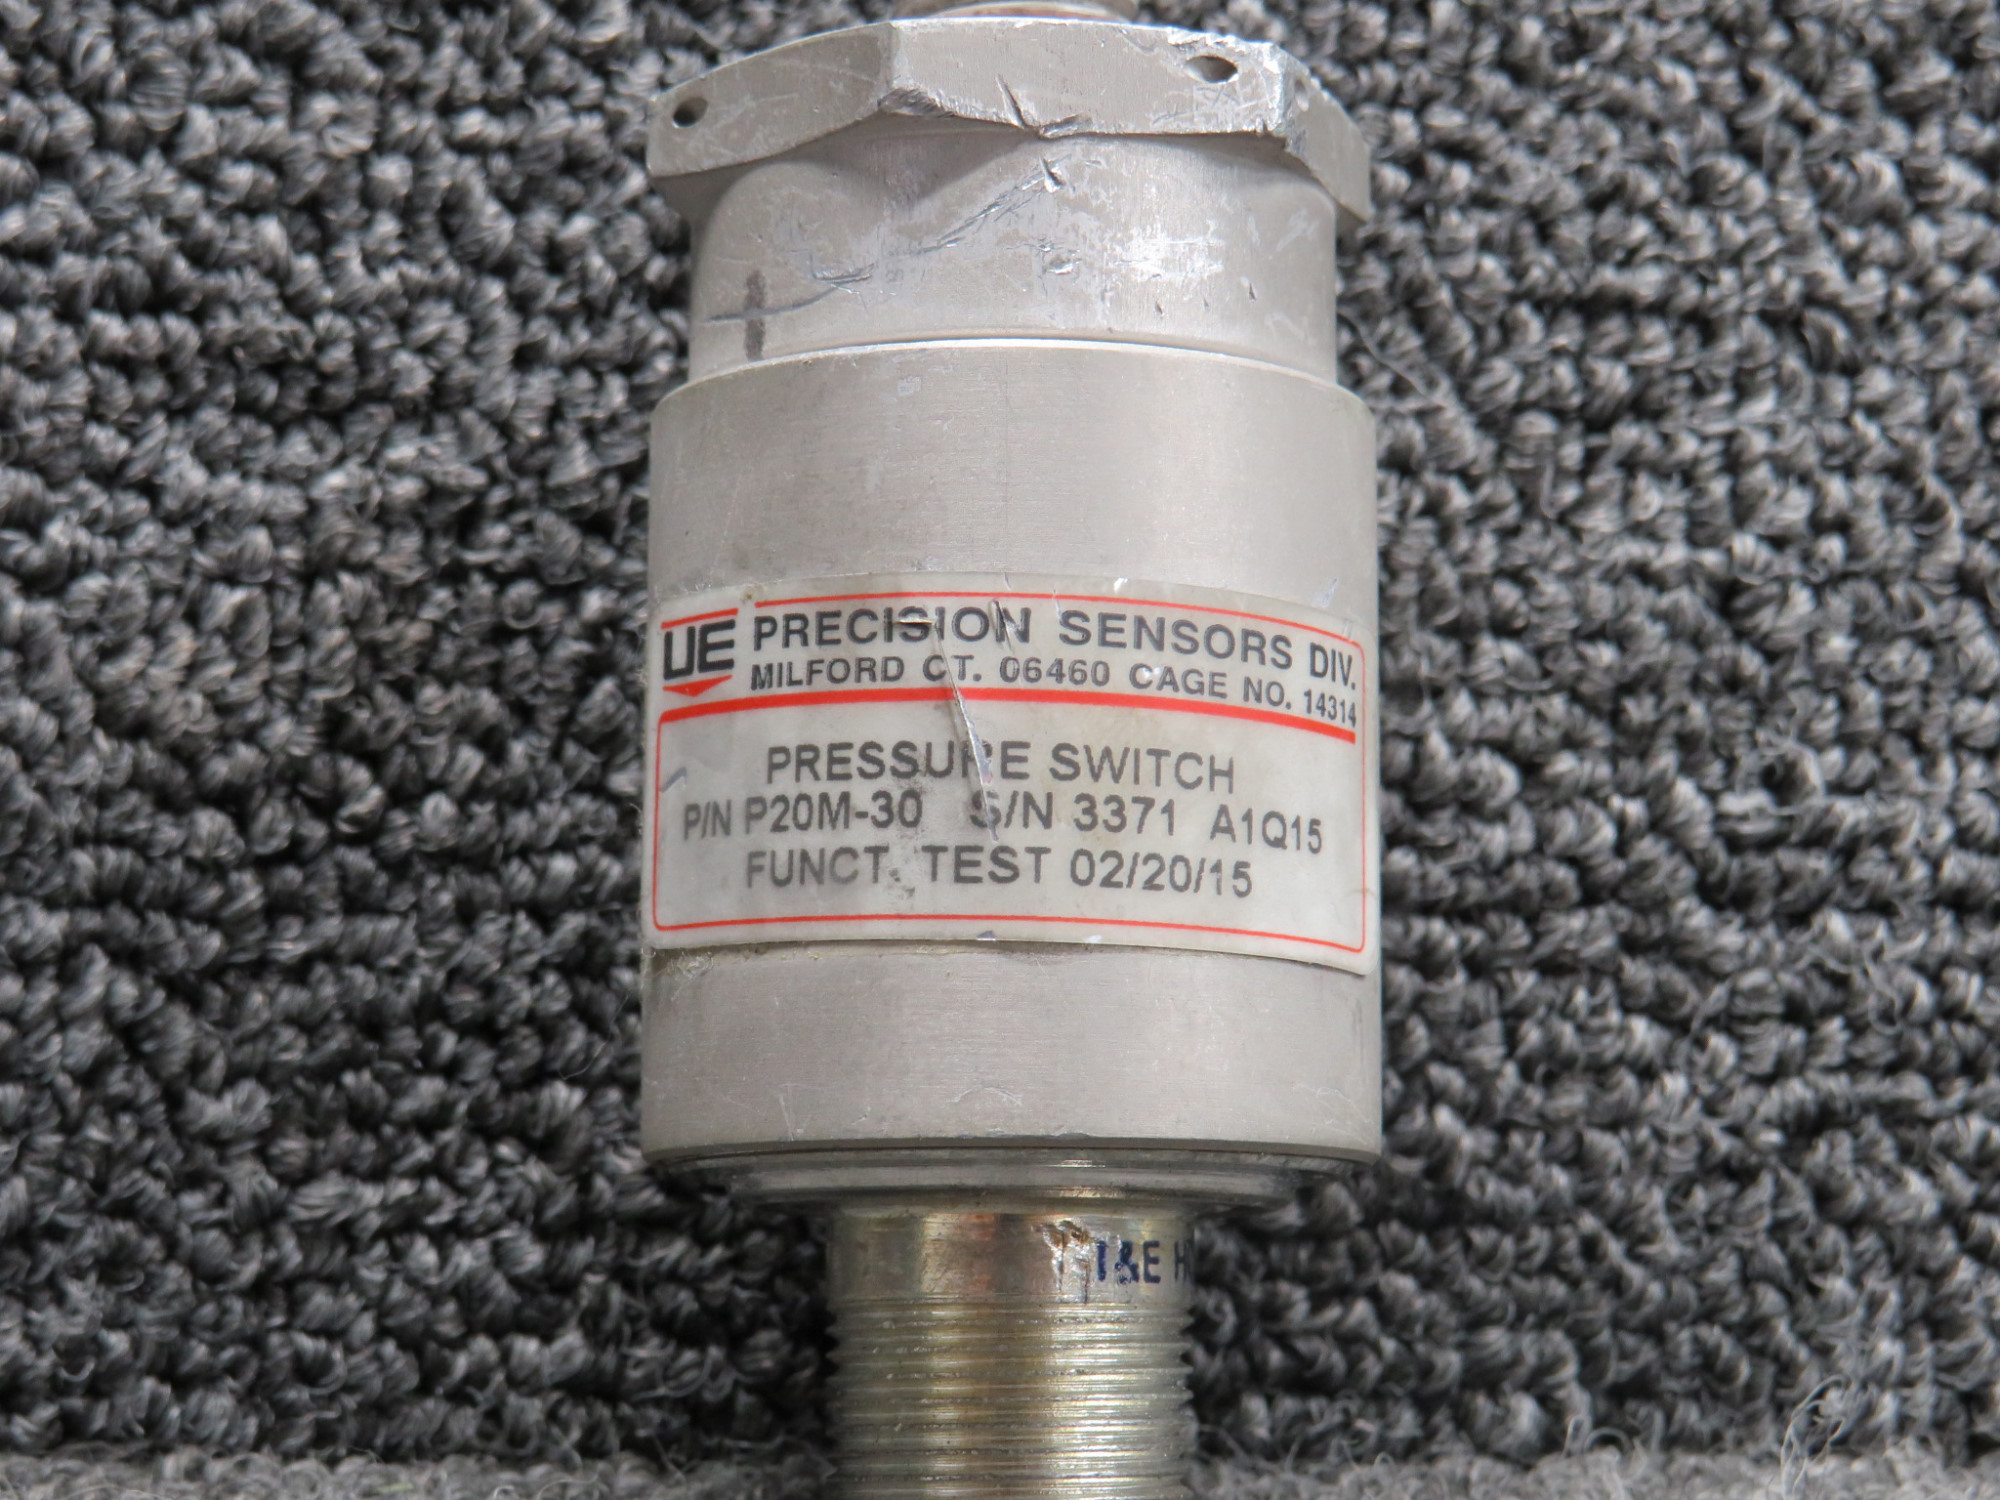 UE PRECISION SENSORS DIV.
MILFORD CT. 06460 CAGE NO. 14314
PRESSURE SWITCH
P/N P20M-30 S/N 3371 A1Q15
FUNCT. TEST 02/20/15
T&E